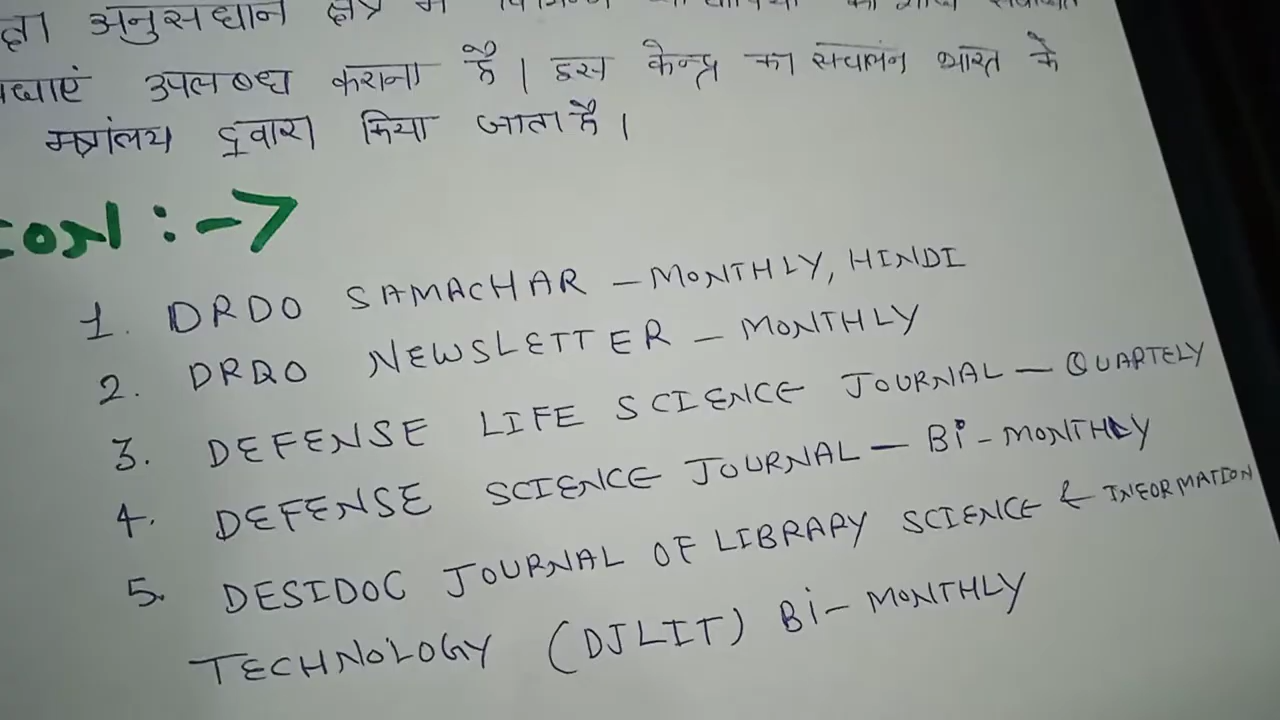 अनुसंधान क्षेत्र में
उपलब्ध कराना है। इस केन्द्र का संचालन भारत के
मंत्रालय द्वारा किया जाता है।
:->
1. DRDO SAMACHAR - MONTHLY, HINDI
2. DRDO NEWSLETTER - MONTHLY
3. DEFENSE LIFE SCIENCE JOURNAL - QUARTELY
4. DEFENSE SCIENCE JOURNAL - Bi-MONTHLY
5. DESIDOC JOURNAL OF LIBRARY SCIENCE & INFORMATION
TECHNOLOGY (DJLIT) Bi-MONTHLY